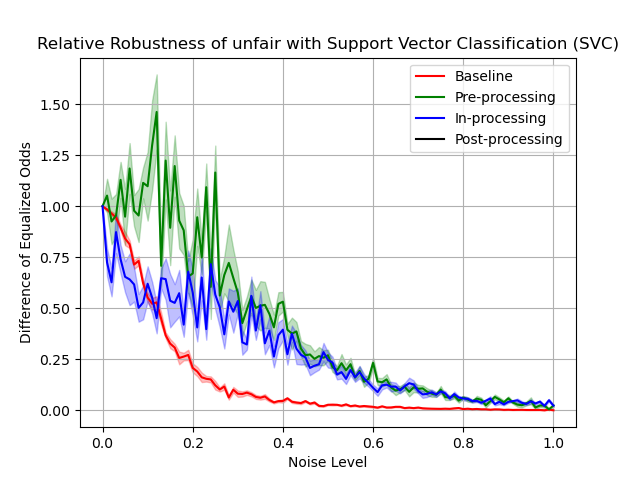 Relative Robustness of unfair with Support Vector Classification (SVC)
Difference of Equalized Odds
1.50
1.25
1.00
0.75
0.50
0.25
0.00
Baseline
Pre-processing
In-processing
Post-processing
0.0 0.2 0.4 0.6 0.8 1.0
Noise Level